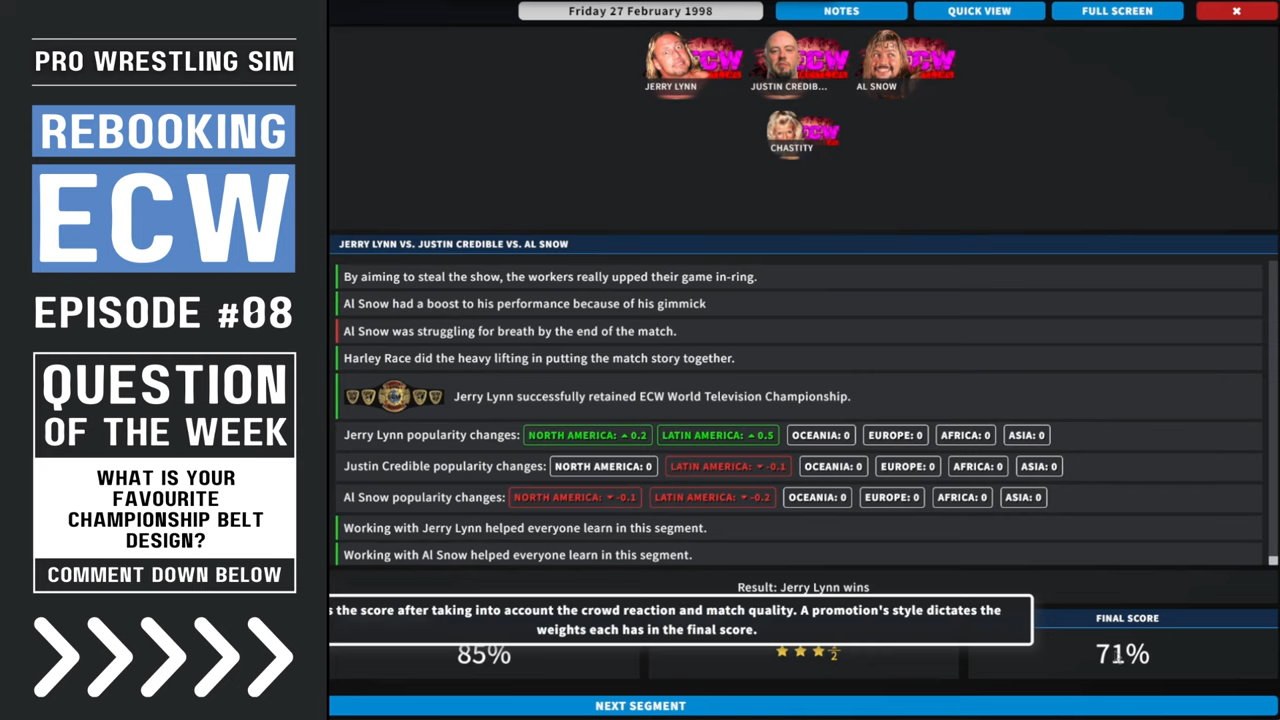 PRO WRESTLING SIM
REBOOKING
ECW
EPISODE #08
QUESTION
OF THE WEEK
WHAT IS YOUR
FAVOURITE
CHAMPIONSHIP BELT
DESIGN?
COMMENT DOWN BELOW
Friday 27 February 1998
NOTES
QUICK VIEW
FULL SCREEN
JERRY LYNN
JUSTIN CREDIB...
AL SNOW
CHASTITY
JERRY LYNN VS. JUSTIN CREDIBLE VS. AL SNOW
By aiming to steal the show, the workers really upped their game in-ring.
Al Snow had a boost to his performance because of his gimmick
Al Snow was struggling for breath by the end of the match.
Harley Race did the heavy lifting in putting the match story together.
Jerry Lynn successfully retained ECW World Television Championship.
Jerry Lynn popularity changes: NORTH AMERICA: 0.2 LATIN AMERICA: 0.5 OCEANIA: 0 EUROPE: 0 AFRICA: 0 ASIA: 0
Justin Credible popularity changes: NORTH AMERICA: 0 LATIN AMERICA: -0.1 OCEANIA: 0 EUROPE: 0 AFRICA: 0 ASIA: 0
Al Snow popularity changes: NORTH AMERICA: -0.1 LATIN AMERICA: -0.2 OCEANIA: 0 EUROPE: 0 AFRICA: 0 ASIA: 0
Working with Jerry Lynn helped everyone learn in this segment.
Working with Al Snow helped everyone learn in this segment.
Result: Jerry Lynn wins
s the score after taking into account the crowd reaction and match quality. A promotion's style dictates the
weights each has in the final score.
FINAL SCORE
85%
71%
NEXT SEGMENT